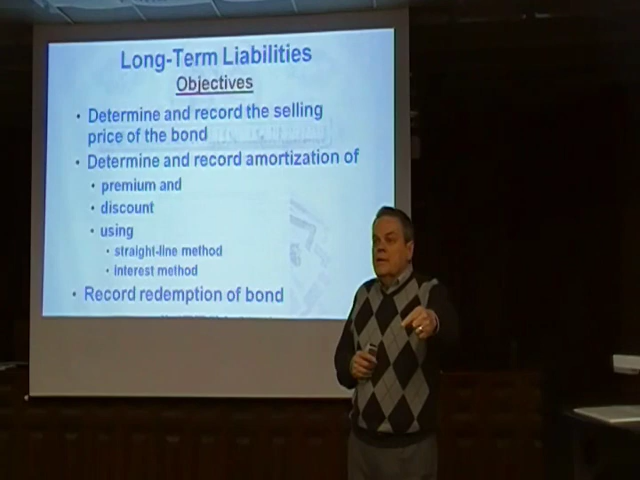 Long-Term Liabilities
Objectives
• Determine and record the selling
price of the bond
• Determine and record amortization of
• premium and
• discount
• using
• straight-line method
• interest method
• Record redemption of bond